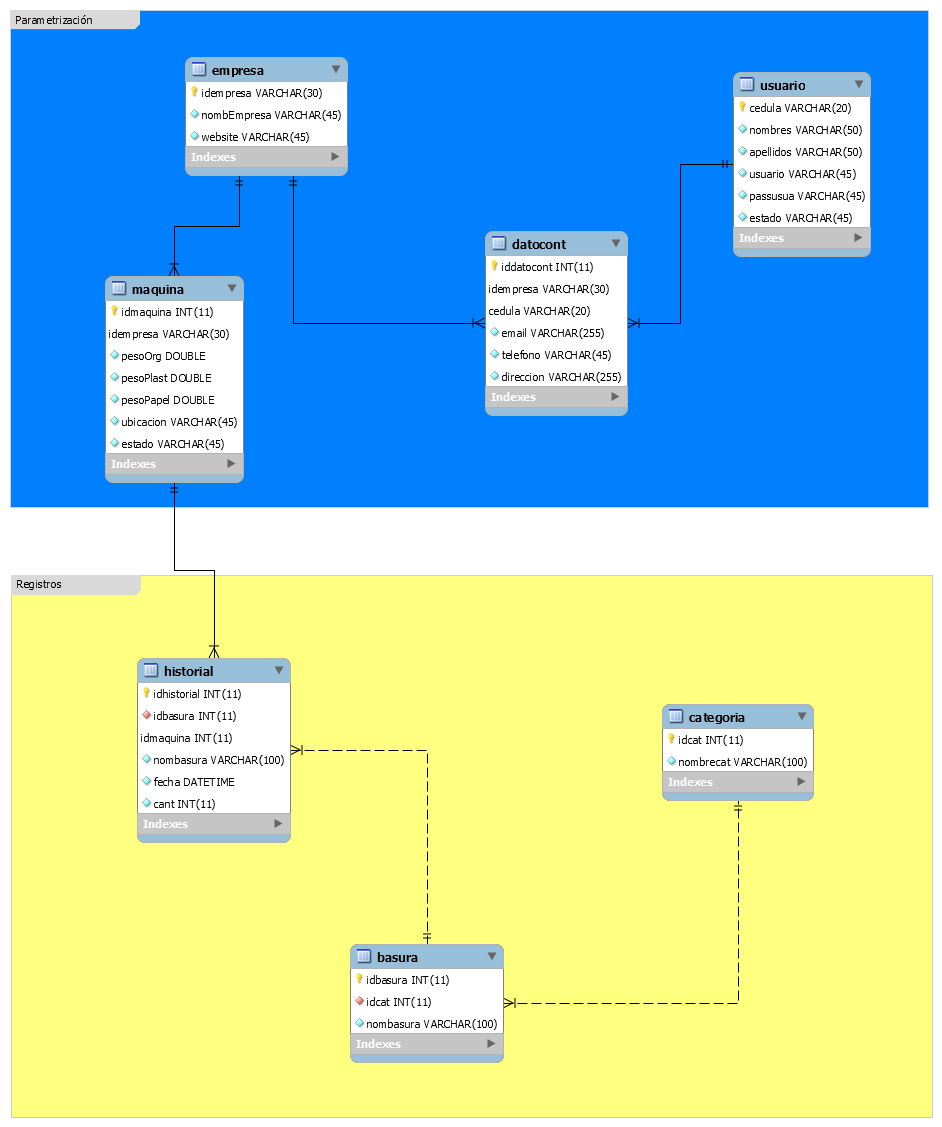 Parametrización
empresa
idempresa VARCHAR(30)
nombEmpresa VARCHAR(45)
website VARCHAR(45)
Indexes
usuario
cedula VARCHAR(20)
nombres VARCHAR(50)
apellidos VARCHAR(50)
usuario VARCHAR(45)
passusua VARCHAR(45)
estado VARCHAR(45)
Indexes
datocont
iddatocont INT(11)
idempresa VARCHAR(30)
cedula VARCHAR(20)
email VARCHAR(255)
telefono VARCHAR(45)
direccion VARCHAR(255)
Indexes
maquina
idmaquina INT(11)
idempresa VARCHAR(30)
pesoOrg DOUBLE
pesoPlast DOUBLE
pesoPapel DOUBLE
ubicacion VARCHAR(45)
estado VARCHAR(45)
Indexes
Registros
historial
idhistorial INT(11)
idbasura INT(11)
idmaquina INT(11)
nombasura VARCHAR(100)
fecha DATETIME
cant INT(11)
Indexes
categoria
idcat INT(11)
nombrecat VARCHAR(100)
Indexes
basura
idbasura INT(11)
idcat INT(11)
nombasura VARCHAR(100)
Indexes